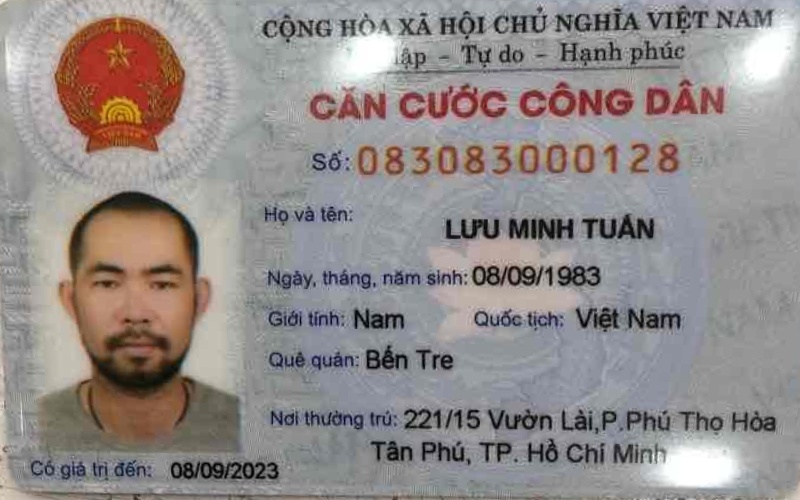 CỘNG HÒA XÃ HỘI CHỦ NGHĨA VIỆT NAM
lập - Tự do - Hạnh phúc
CĂN CƯỚC CÔNG DÂN
Số: 083083000128
Họ và tên:
LƯU MINH TUẤN
Ngày, tháng, năm sinh: 08/09/1983
Giới tính: Nam Quốc tịch: Việt Nam
Quê quán: Bến Tre
Nơi thường trú: 221/15 Vườn Lài,P.Phú Thọ Hòa
Tân Phú, TP. Hồ Chí Minh
Có giá trị đến: 08/09/2023